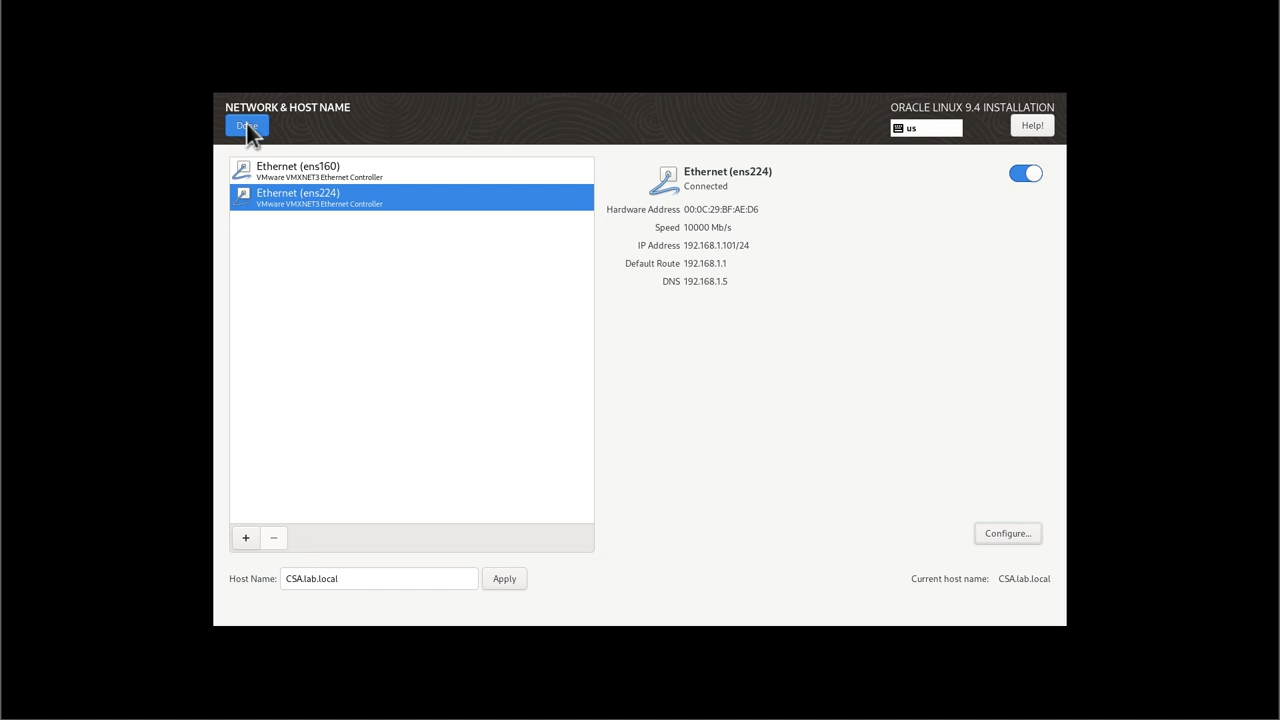 NETWORK & HOST NAME
ORACLE LINUX 9.4 INSTALLATION
Done
us
Help!
Ethernet (ens160)
VMware VMXNET3 Ethernet Controller
Ethernet (ens224)
VMware VMXNET3 Ethernet Controller
Ethernet (ens224)
Connected
Hardware Address 00:0C:29:BF:AE:D6
Speed 10000 Mb/s
IP Address 192.168.1.101/24
Default Route 192.168.1.1
DNS 192.168.1.5
+ −
Configure...
Host Name: CSA.lab.local Apply
Current host name: CSA.lab.local